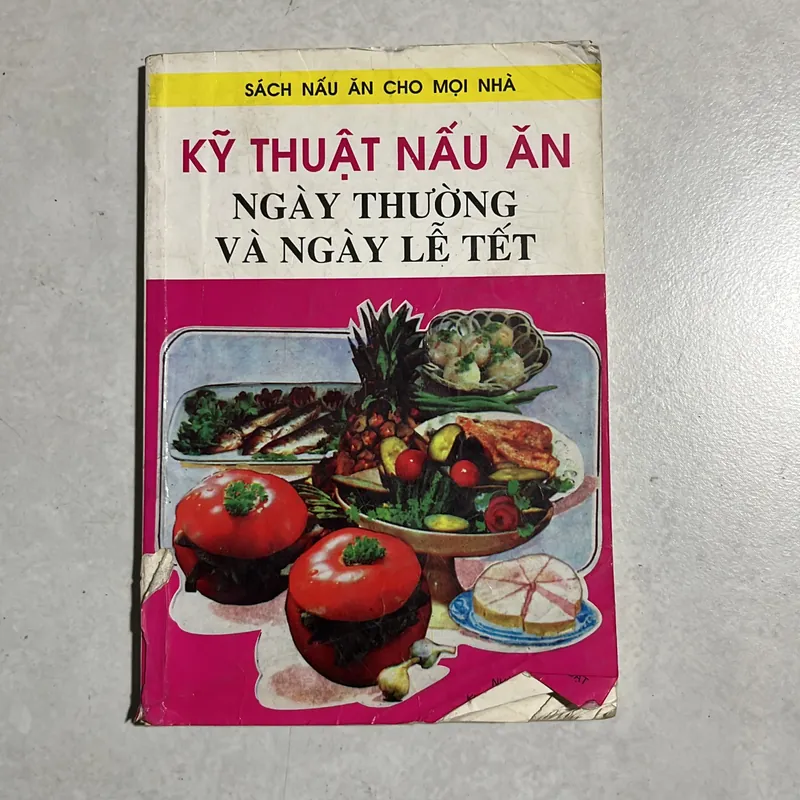 SÁCH NẤU ĂN CHO MỌI NHÀ
KỸ THUẬT NẤU ĂN
NGÀY THƯỜNG
VÀ NGÀY LỄ TẾT